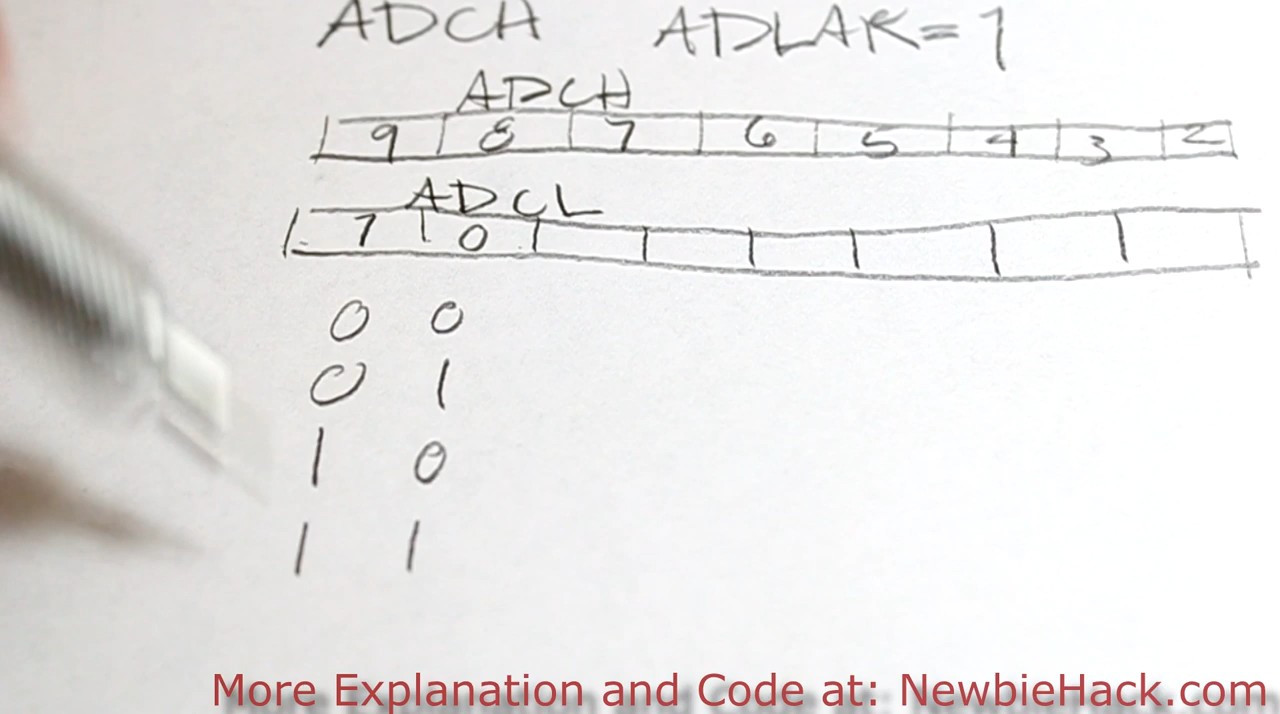 ADCH ADLAR=1
ADCH
9 8 7 6 5 4 3 2
ADCL
1 0
0 0
0 1
1 0
1 1
More Explanation and Code at: NewbieHack.com